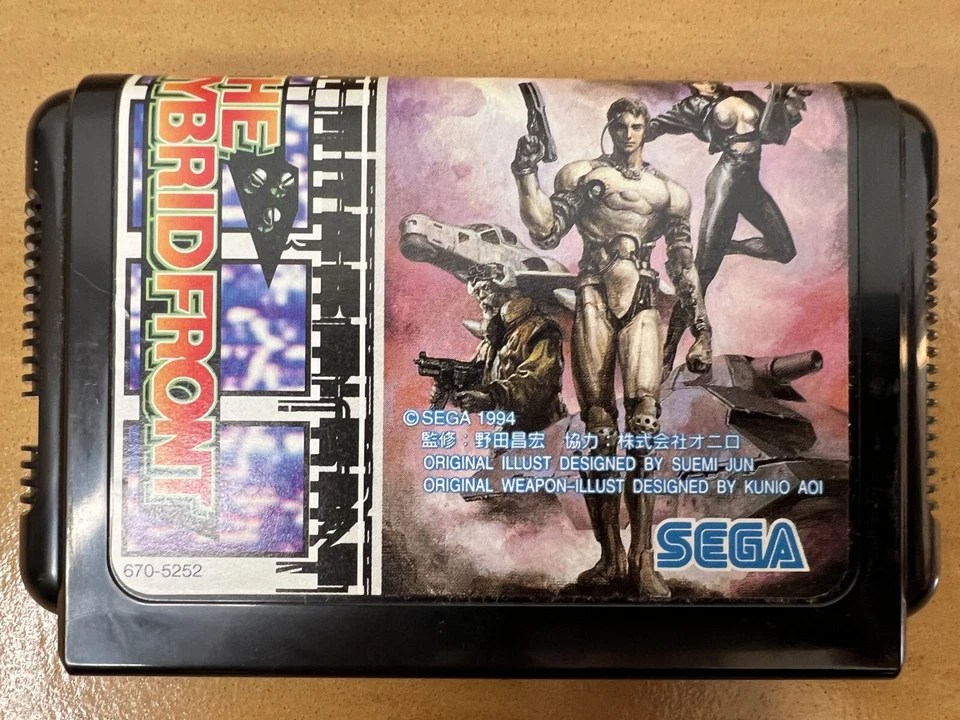 THE
HYBRID FRONT
©SEGA 1994
監修：野田昌宏 協力：株式会社オニロ
ORIGINAL ILLUST DESIGNED BY SUEMI-JUN
ORIGINAL WEAPON-ILLUST DESIGNED BY KUNIO AOI
SEGA
670-5252